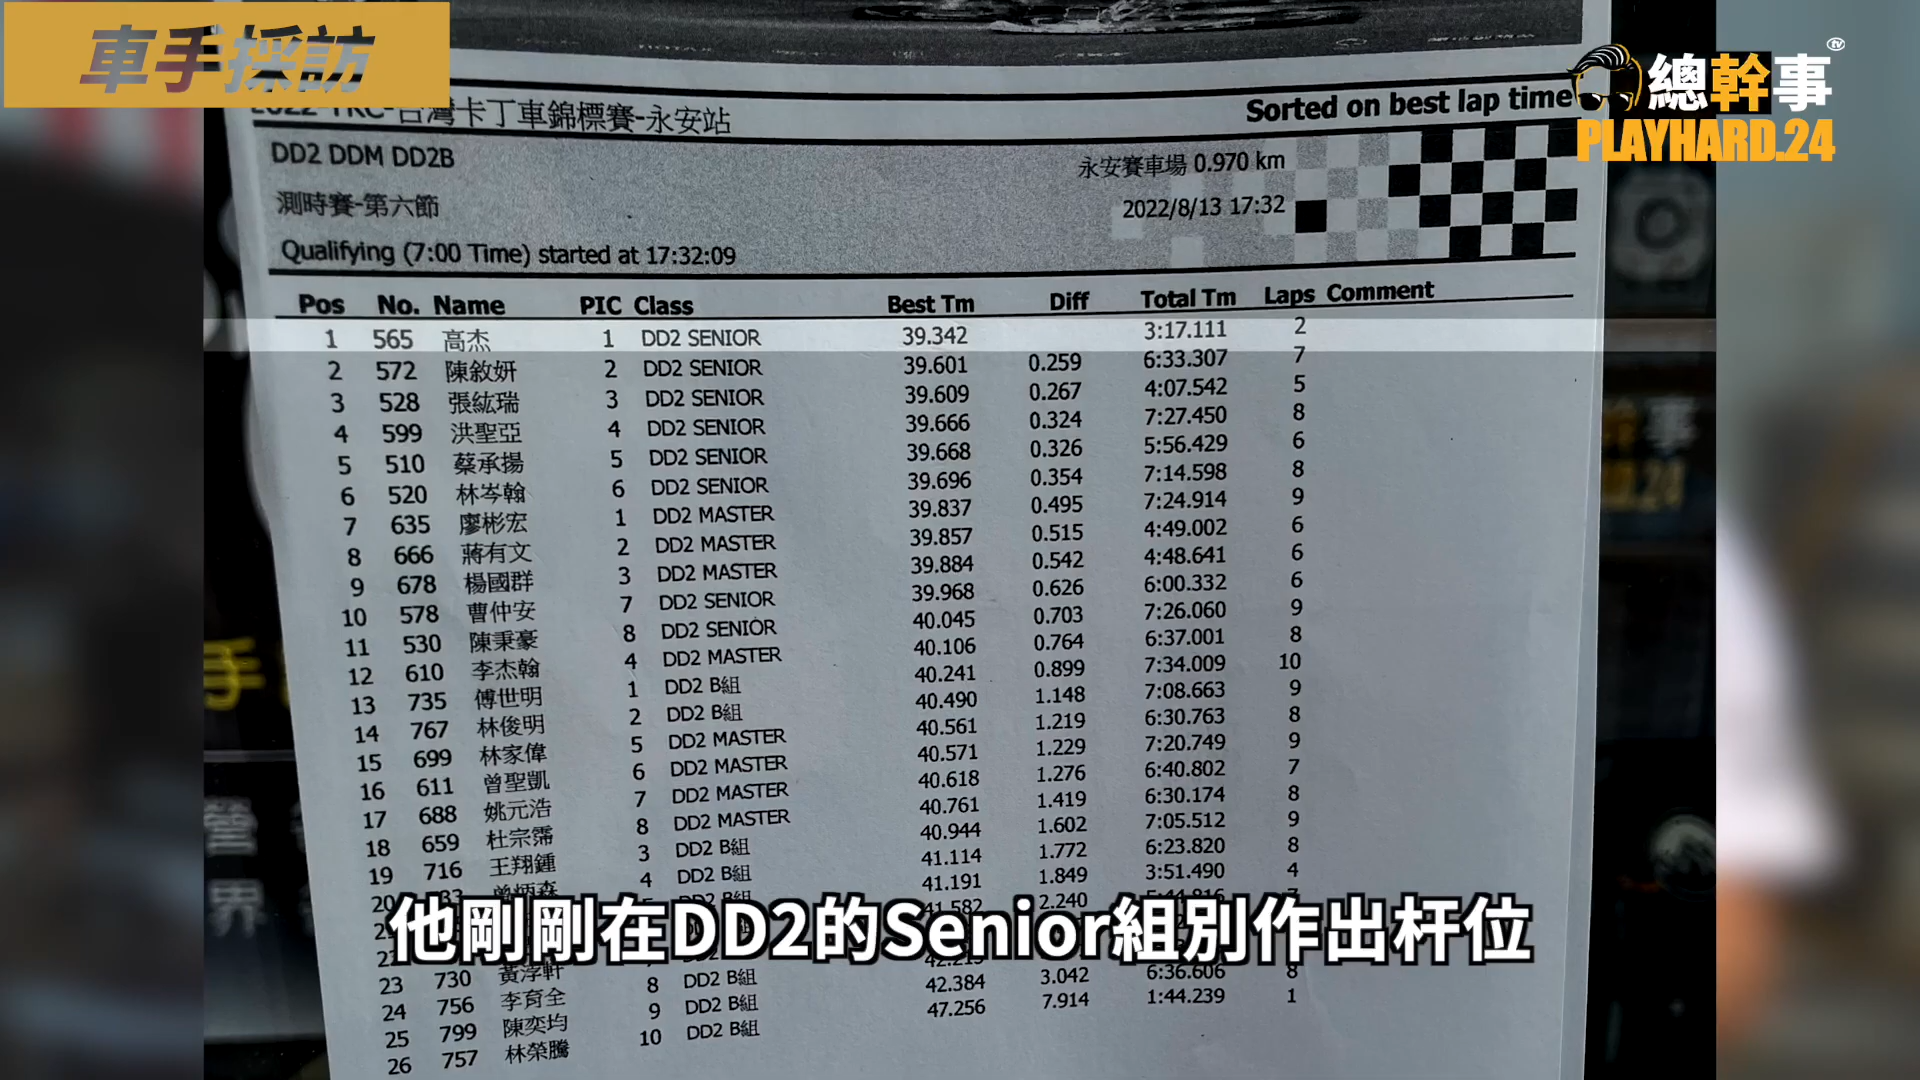 車手採訪
總幹事 tv
PLAYHARD.24
台灣卡丁車錦標賽-永安站 Sorted on best lap time
DD2 DDM DD2B 永安賽車場 0.970 km
測時賽-第六節 2022/8/13 17:32
Qualifying (7:00 Time) started at 17:32:09
Pos No. Name PIC Class Best Tm Diff Total Tm Laps Comment
1 565 高杰 1 DD2 SENIOR 39.342 3:17.111 2
2 572 陳敘妍 2 DD2 SENIOR 39.601 0.259 6:33.307 7
3 528 張紘瑞 3 DD2 SENIOR 39.609 0.267 4:07.542 5
4 599 洪聖亞 4 DD2 SENIOR 39.666 0.324 7:27.450 8
5 510 蔡承揚 5 DD2 SENIOR 39.668 0.326 5:56.429 6
6 520 林岑翰 6 DD2 SENIOR 39.696 0.354 7:14.598 8
7 635 廖彬宏 1 DD2 MASTER 39.837 0.495 7:24.914 9
8 666 蔣有文 2 DD2 MASTER 39.857 0.515 4:49.002 6
9 678 楊國群 3 DD2 MASTER 39.884 0.542 4:48.641 6
10 578 曹仲安 7 DD2 SENIOR 39.968 0.626 6:00.332 6
11 530 陳秉豪 8 DD2 SENIOR 40.045 0.703 7:26.060 9
12 610 李杰翰 4 DD2 MASTER 40.106 0.764 6:37.001 8
13 735 傅世明 1 DD2 B組 40.241 0.899 7:34.009 10
14 767 林俊明 2 DD2 B組 40.490 1.148 7:08.663 9
15 699 林家偉 5 DD2 MASTER 40.561 1.219 6:30.763 8
16 611 曾聖凱 6 DD2 MASTER 40.571 1.229 7:20.749 9
17 688 姚元浩 7 DD2 MASTER 40.618 1.276 6:40.802 7
18 659 杜宗霈 8 DD2 MASTER 40.761 1.419 6:30.174 8
19 716 王翔鍾 3 DD2 B組 40.944 1.602 7:05.512 9
4 DD2 B組 41.114 1.772 6:23.820 8
41.191 1.849 3:51.490 4
41.582 2.240
他剛剛在DD2的Senior組別作出杆位
23 730 黃淳軒
24 756 李育全 8 DD2 B組 42.384 3.042 6:36.606 8
25 799 陳奕均 9 DD2 B組 47.256 7.914 1:44.239 1
26 757 林榮騰 10 DD2 B組